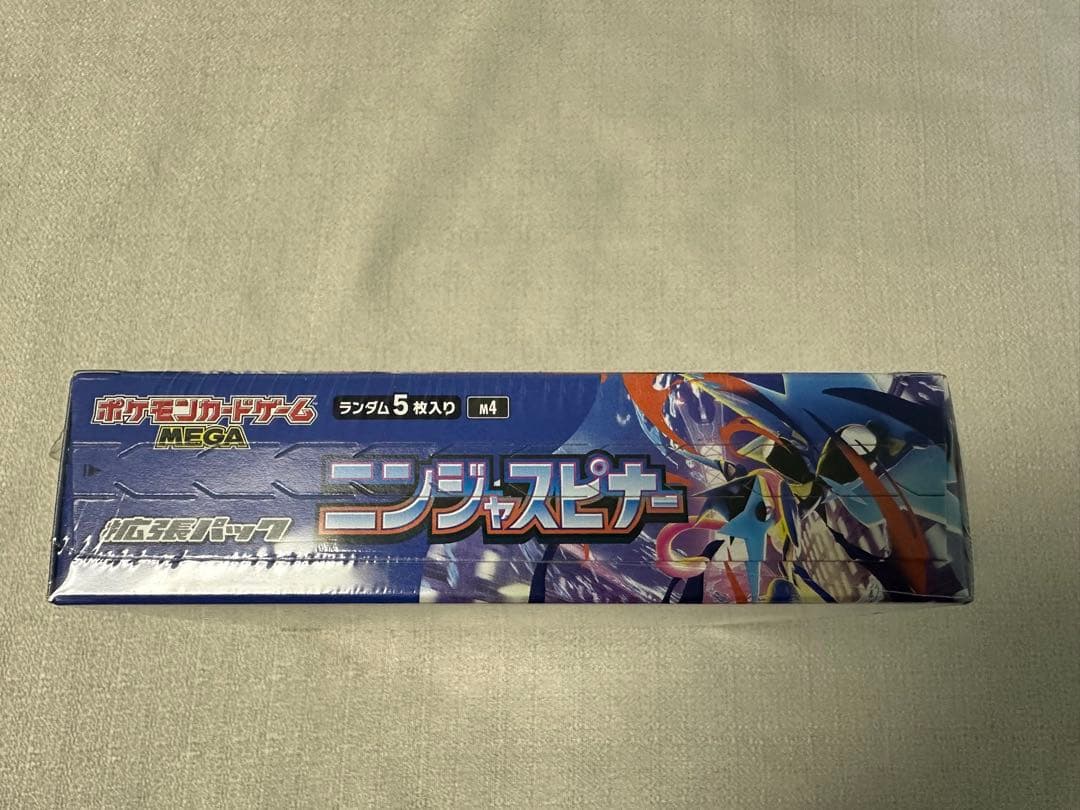 ポケモンカードゲーム
MEGA
ランダム5枚入り M4
ニンジャスピナー
拡張パック